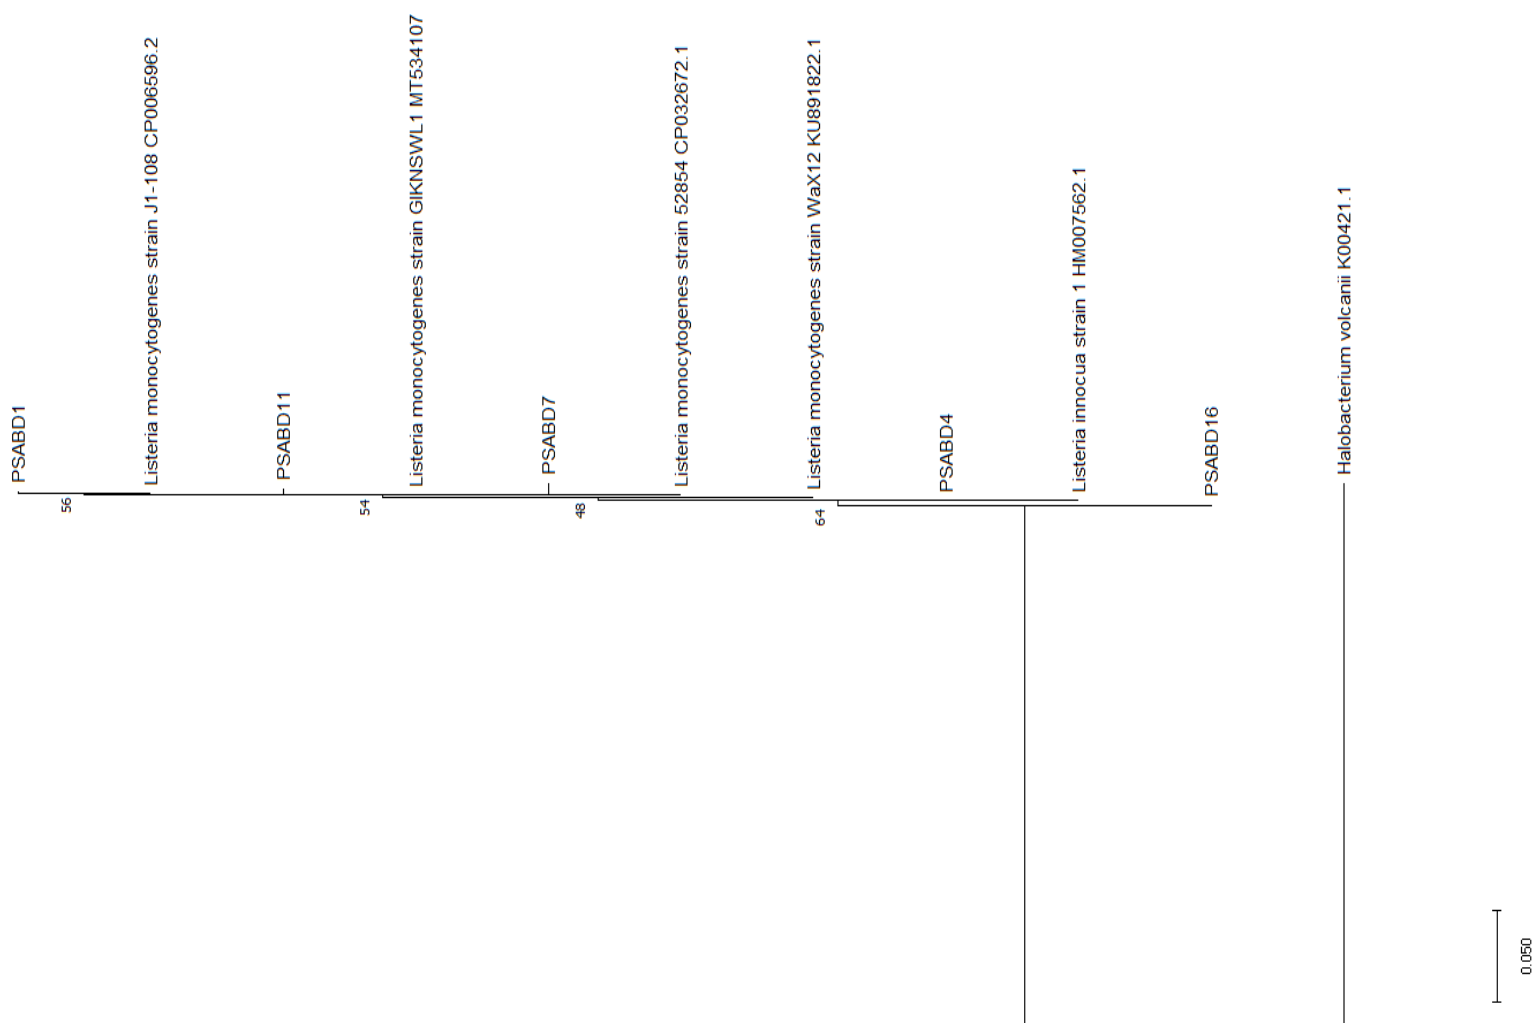 PSABD1
Listeria monocytogenes strain J1-108 CP006596.2
PSABD11
Listeria monocytogenes strain GIKNSWL1 MT534107
PSABD7
Listeria monocytogenes strain 52854 CP032672.1
Listeria monocytogenes strain WaX12 KU891822.1
PSABD4
Listeria innocua strain 1 HM007562.1
PSABD16
Halobacterium volcanii K00421.1
56
54
48
64
0.050